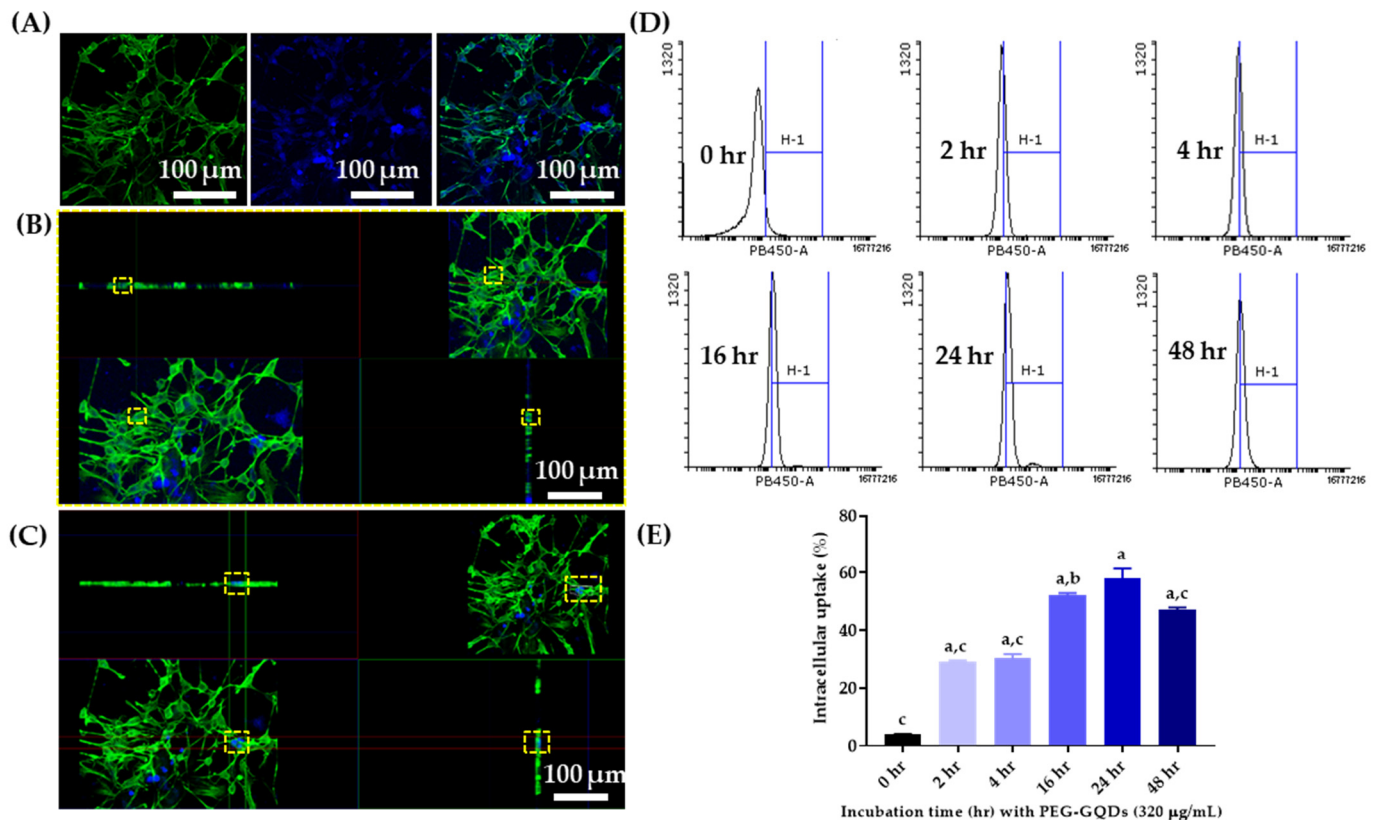 (A)
100 µm
100 µm
100 µm
(B)
100 µm
(C)
100 µm
(D)
1320
0 hr
H-1
PB450-A
16777216
1320
2 hr
H-1
PB450-A
16777216
1320
4 hr
H-1
PB450-A
16777216
1320
16 hr
H-1
PB450-A
16777216
1320
24 hr
H-1
PB450-A
16777216
1320
48 hr
H-1
PB450-A
16777216
(E)
Intracellular uptake (%)
80
60
40
20
0
c
a,c
a,c
a,b
a
a,c
0 hr
2 hr
4 hr
16 hr
24 hr
48 hr
Incubation time (hr) with PEG-GQDs (320 µg/mL)